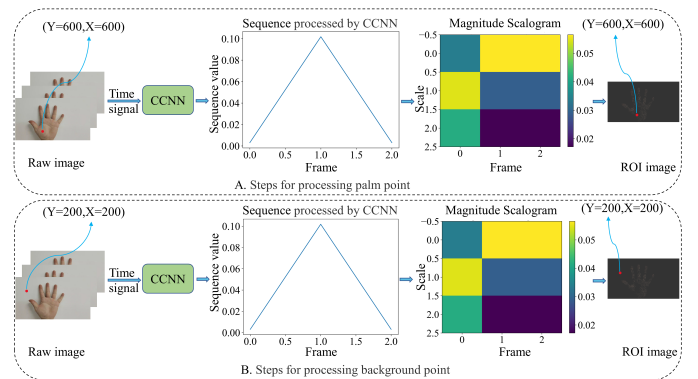 (Y=600,X=600)
Raw image
Time
signal
CCNN
Sequence processed by CCNN
Sequence value
0.10
0.08
0.06
0.04
0.02
0.00
0.0 0.5 1.0 1.5 2.0
Frame
Magnitude Scalogram
Scale
−0.5
0.0
0.5
1.0
1.5
2.0
2.5
0 1 2
Frame
0.05
0.04
0.03
0.02
(Y=600,X=600)
ROI image
A. Steps for processing palm point
(Y=200,X=200)
Raw image
Time
signal
CCNN
Sequence processed by CCNN
Sequence value
0.10
0.08
0.06
0.04
0.02
0.00
0.0 0.5 1.0 1.5 2.0
Frame
Magnitude Scalogram
Scale
−0.5
0.0
0.5
1.0
1.5
2.0
2.5
0 1 2
Frame
0.05
0.04
0.03
0.02
(Y=200,X=200)
ROI image
B. Steps for processing background point